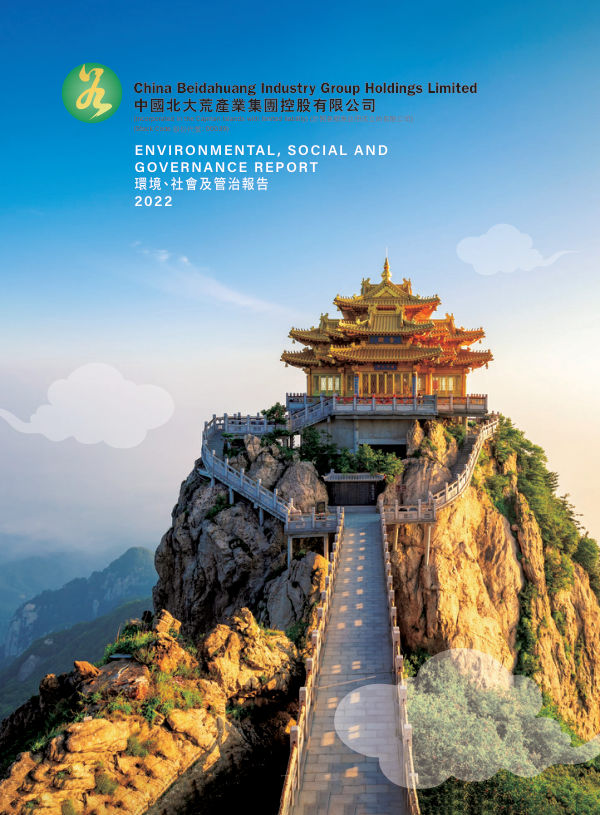 China Beidahuang Industry Group Holdings Limited
中國北大荒產業集團控股有限公司
ENVIRONMENTAL, SOCIAL AND
GOVERNANCE REPORT
環境、社會及管治報告
2022